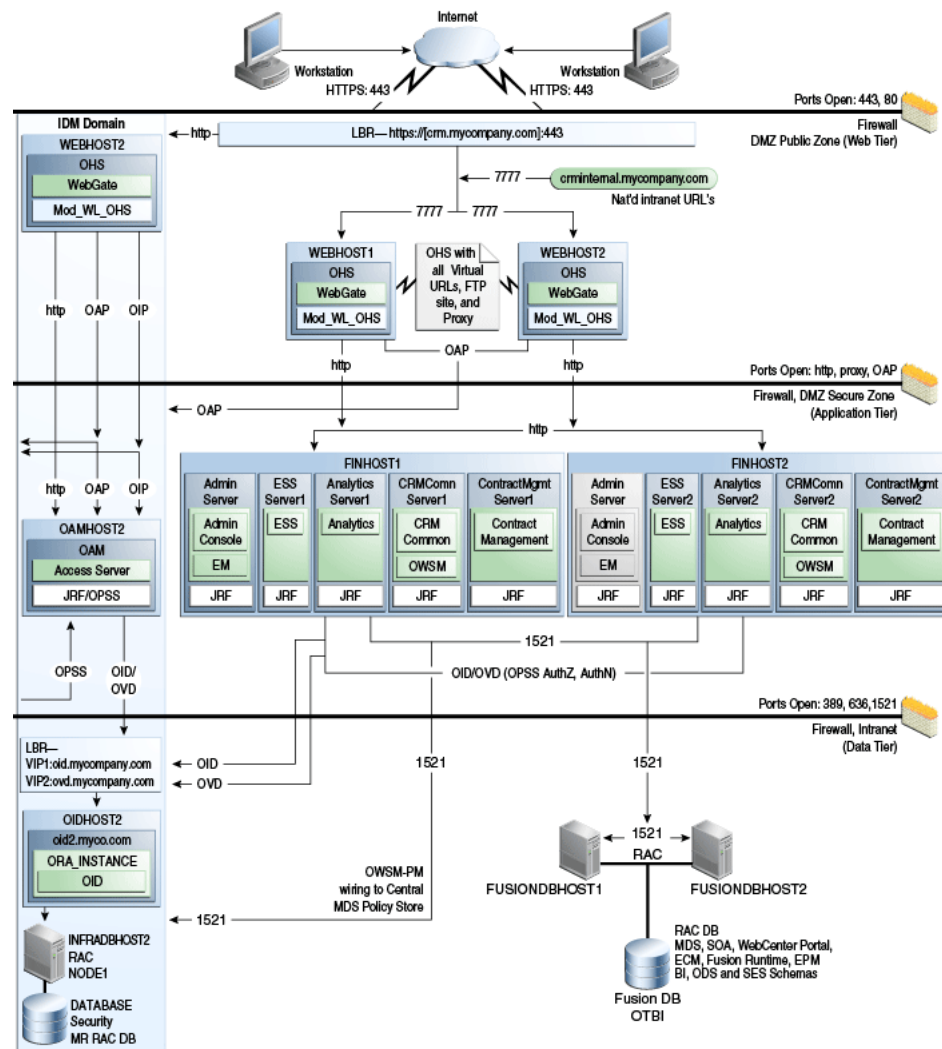 Internet
Workstation
Workstation
HTTPS: 443
HTTPS: 443
Ports Open: 443, 80
Firewall
DMZ Public Zone (Web Tier)
IDM Domain
http
LBR— https://[crm.mycompany.com]:443
WEBHOST2
OHS
WebGate
Mod_WL_OHS
7777
crminternal.mycompany.com
Nat'd intranet URL's
7777
7777
WEBHOST1
OHS
WebGate
Mod_WL_OHS
OHS with
all Virtual
URLs, FTP
site, and
Proxy
WEBHOST2
OHS
WebGate
Mod_WL_OHS
http
OAP
OIP
OAP
http
http
Ports Open: http, proxy, OAP
Firewall, DMZ Secure Zone
(Application Tier)
OAP
http
http
OAP
OIP
FINHOST1
Admin
Server
Admin
Console
EM
JRF
ESS
Server1
ESS
JRF
Analytics
Server1
Analytics
JRF
CRMComn
Server1
CRM
Common
OWSM
JRF
ContractMgmt
Server1
Contract
Management
JRF
FINHOST2
Admin
Server
Admin
Console
EM
JRF
ESS
Server2
ESS
JRF
Analytics
Server2
Analytics
JRF
CRMComn
Server2
CRM
Common
OWSM
JRF
ContractMgmt
Server2
Contract
Management
JRF
OAMHOST2
OAM
Access Server
JRF/OPSS
OPSS
OID/
OVD
1521
OID/OVD (OPSS AuthZ, AuthN)
Ports Open: 389, 636,1521
Firewall, Intranet
(Data Tier)
LBR—
VIP1:oid.mycompany.com
VIP2:ovd.mycompany.com
OID
OVD
1521
1521
OIDHOST2
oid2.myco.com
ORA_INSTANCE
OID
1521
RAC
FUSIONDBHOST1
FUSIONDBHOST2
OWSM-PM
wiring to Central
MDS Policy Store
1521
INFRADBHOST2
RAC
NODE1
DATABASE
Security
MR RAC DB
RAC DB
MDS, SOA, WebCenter Portal,
ECM, Fusion Runtime, EPM
BI, ODS and SES Schemas
Fusion DB
OTBI